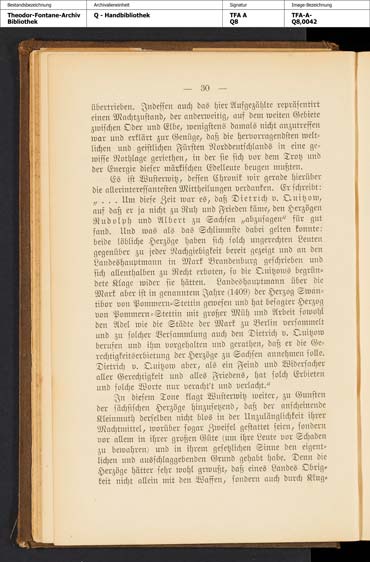 Bestandsbezeichnung Archivalieneinheit Signatur Image-Bezeichnung
Theodor-Fontane-Archiv Q - Handbibliothek TFA A TFA-A-
Bibliothek Q8 Q8,0042
— 30 —
übertrieben. Indessen auch das hier Aufgezählte repräsentirt
einen Machtzustand, der anderweitig, auf dem weiten Gebiete
zwischen Oder und Elbe, wenigstens damals nicht anzutreffen
war und erklärt zur Genüge, daß die hervorragendsten welt-
lichen und geistlichen Fürsten Norddeutschlands in eine ge-
wisse Nothlage geriethen, in der sie sich vor dem Trotz und
der Energie dieser märkischen Edelleute beugen mußten.
Es ist Wusterwitz, dessen Chronik wir gerade hierüber
die allerinteressantesten Mittheilungen verdanken. Er schreibt:
„ . . . Um diese Zeit war es, daß Dietrich v. Quitzow,
auf daß er ja nicht zu Ruh und Frieden käme, den Herzögen
Rudolph und Albert zu Sachsen „abzusagen“ für gut
fand. Und was als das Schlimmste dabei gelten konnte:
beide löbliche Herzöge haben sich solch ungerechten Leuten
gegenüber zu jeder Nachgiebigkeit bereit gezeigt und an den
Landeshauptmann in Mark Brandenburg geschrieben und
sich allenthalben zu Recht erboten, so die Quitzows begrün-
dete Klage wider sie hätten. Landeshauptmann über die
Mark aber ist in genanntem Jahre (1409) der Herzog Swan-
tibor von Pommern-Stettin gewesen und hat besagter Herzog
von Pommern-Stettin mit großer Müh und Arbeit sowohl
den Adel wie die Städte der Mark zu Berlin versammelt
und zu solcher Versammlung auch den Dietrich v. Quitzow
berufen und ihm vorgehalten und gerathen, daß er die Ge-
rechtigkeitserbietung der Herzöge zu Sachsen annehmen solle.
Dietrich v. Quitzow aber, als ein Feind und Widersacher
aller Gerechtigkeit und alles Friedens, hat solch Erbieten
und solche Worte nur veracht't und verlacht.“
In diesem Tone klagt Wusterwitz weiter, zu Gunsten
der sächsischen Herzöge hinzusetzend, daß der anscheinende
Kleinmuth derselben nicht blos in der Unzulänglichkeit ihrer
Machtmittel, worüber sogar Zweifel gestattet seien, sondern
vor allem in ihrer großen Güte (um ihre Leute vor Schaden
zu bewahren) und in ihrem gesetzlichen Sinne den eigent-
lichen und ausschlaggebenden Grund gehabt habe. Denn die
Herzöge hätten sehr wohl gewußt, daß eines Landes Obrig-
keit nicht allein mit den Waffen, sondern auch durch Klug-